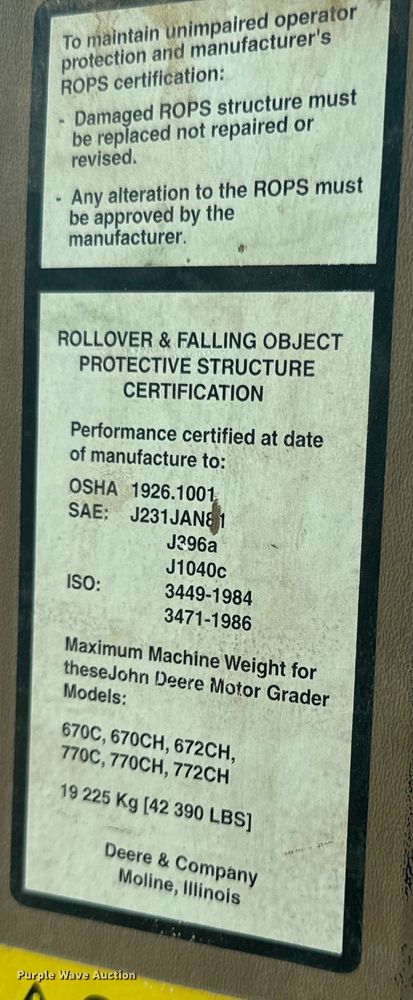 To maintain unimpaired operator
protection and manufacturer's
ROPS certification:
- Damaged ROPS structure must
be replaced not repaired or
revised.
- Any alteration to the ROPS must
be approved by the
manufacturer.
ROLLOVER & FALLING OBJECT
PROTECTIVE STRUCTURE
CERTIFICATION
Performance certified at date
of manufacture to:
OSHA 1926.1001
SAE: J231JAN81
J396a
J1040c
ISO: 3449-1984
3471-1986
Maximum Machine Weight for
theseJohn Deere Motor Grader
Models:
670C, 670CH, 672CH,
770C, 770CH, 772CH
19 225 Kg [42 390 LBS]
Deere & Company
Moline, Illinois
Purple Wave Auction